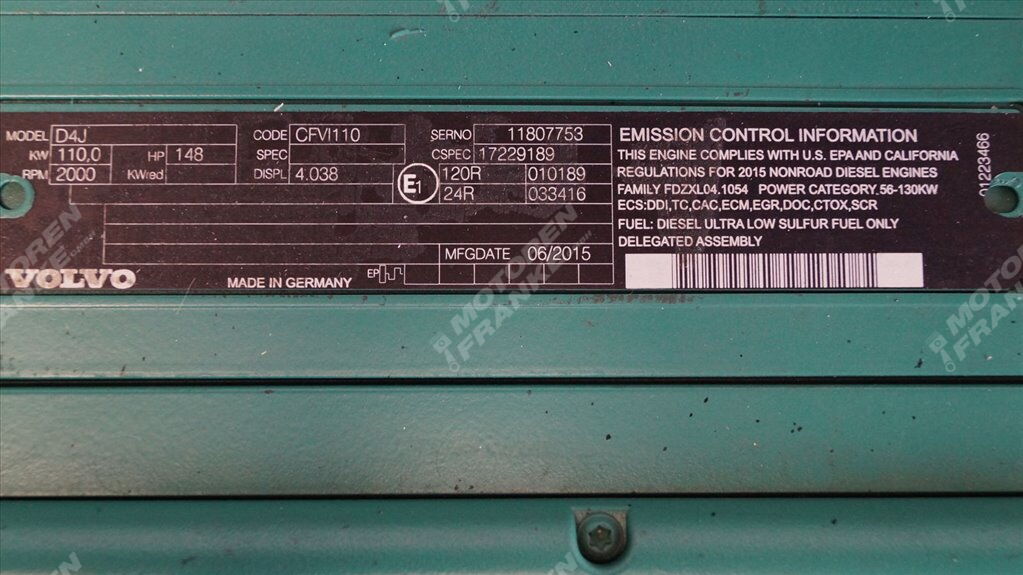 MODEL D4J CODE CFVI110 SERNO 11807753
KW 110,0 HP 148 SPEC CSPEC 17229189
RPM 2000 KWred DISPL 4.038 E1 120R 010189
24R 033416
MFGDATE 06/2015
VOLVO MADE IN GERMANY EP
EMISSION CONTROL INFORMATION
THIS ENGINE COMPLIES WITH U.S. EPA AND CALIFORNIA
REGULATIONS FOR 2015 NONROAD DIESEL ENGINES
FAMILY FDZXL04.1054 POWER CATEGORY 56-130KW
ECS:DDI,TC,CAC,ECM,EGR,DOC,CTOX,SCR
FUEL: DIESEL ULTRA LOW SULFUR FUEL ONLY
DELEGATED ASSEMBLY
01223466
MOTOREN
FRANKEN